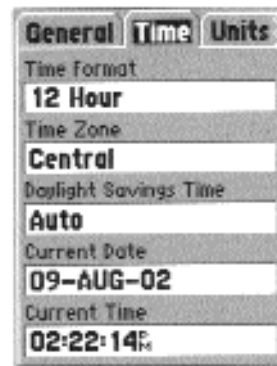 General Time Units
Time Format
12 Hour
Time Zone
Central
Daylight Savings Time
Auto
Current Date
09-AUG-02
Current Time
02:22:14PM